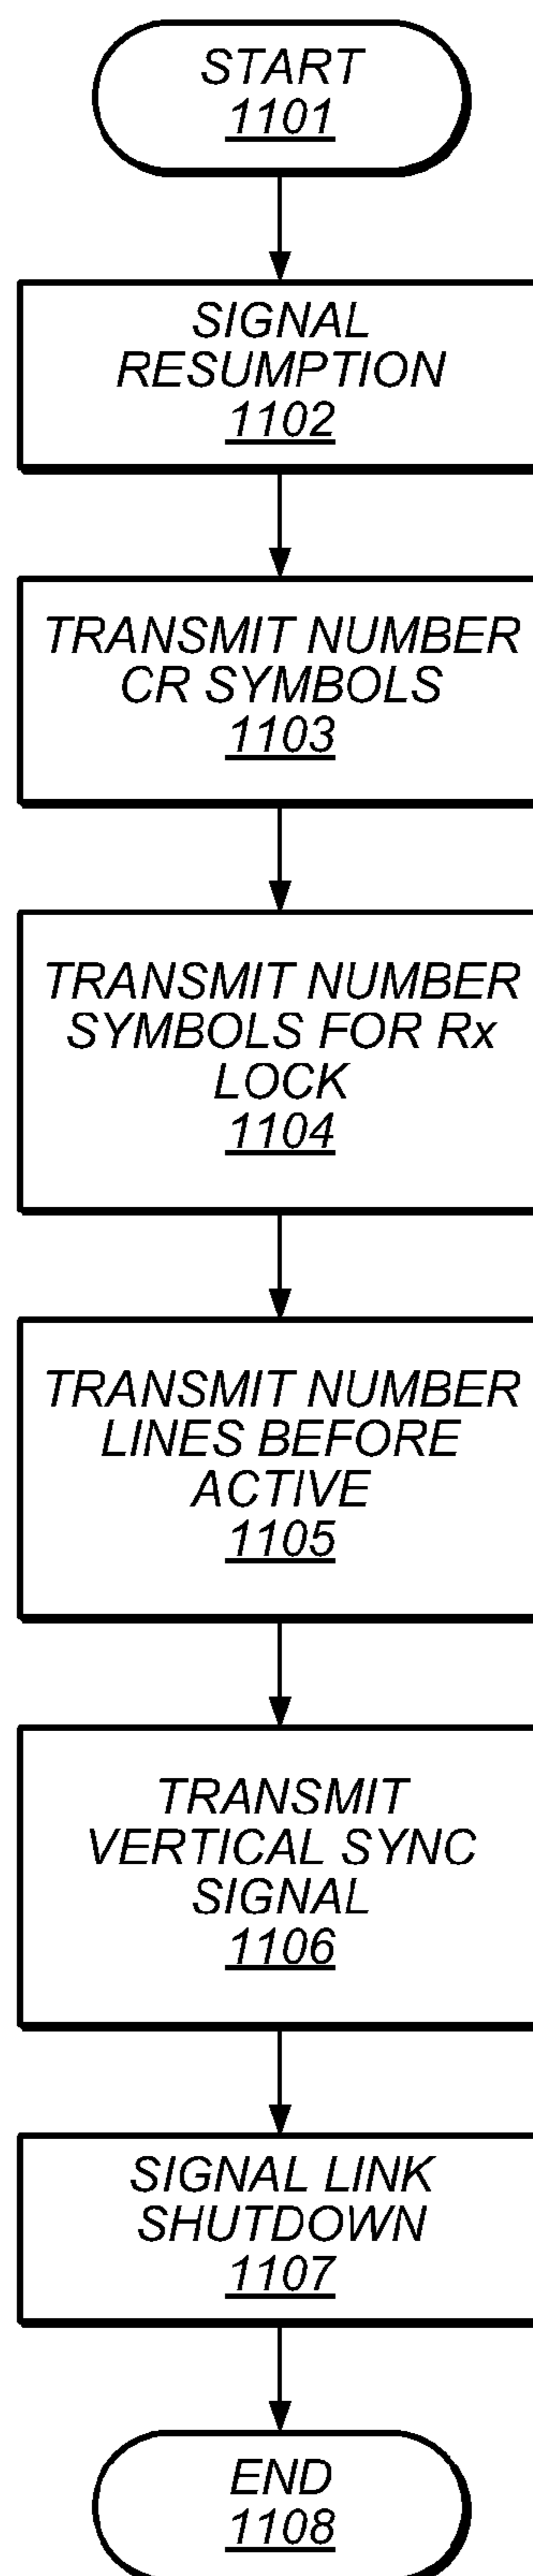 START
1101
SIGNAL
RESUMPTION
1102
TRANSMIT NUMBER
CR SYMBOLS
1103
TRANSMIT NUMBER
SYMBOLS FOR Rx
LOCK
1104
TRANSMIT NUMBER
LINES BEFORE
ACTIVE
1105
TRANSMIT
VERTICAL SYNC
SIGNAL
1106
SIGNAL LINK
SHUTDOWN
1107
END
1108